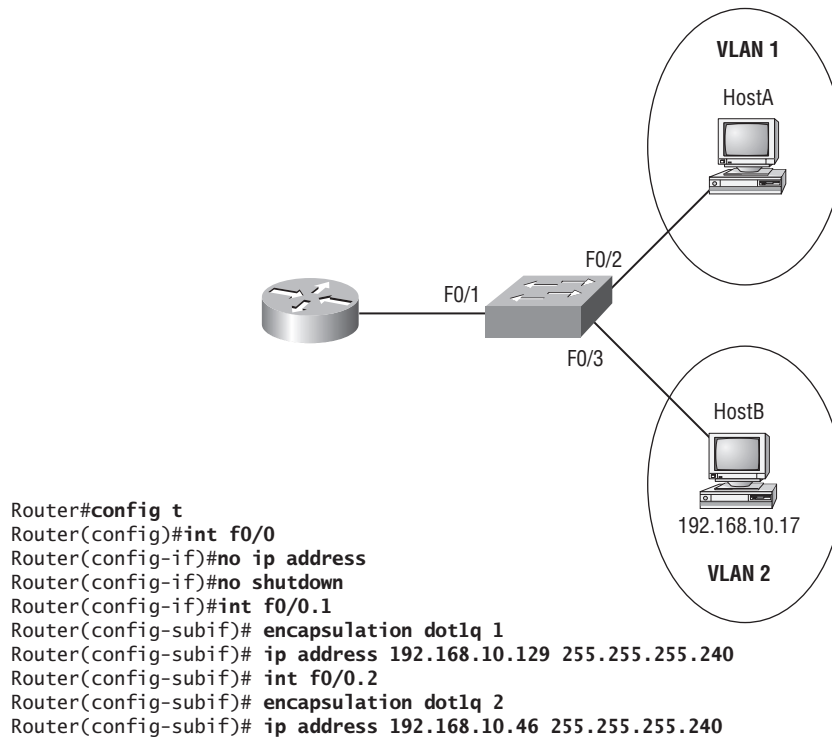 VLAN 1
HostA
F0/2
F0/1
F0/3
HostB
192.168.10.17
VLAN 2
Router#config t
Router(config)#int f0/0
Router(config-if)#no ip address
Router(config-if)#no shutdown
Router(config-if)#int f0/0.1
Router(config-subif)# encapsulation dot1q 1
Router(config-subif)# ip address 192.168.10.129 255.255.255.240
Router(config-subif)# int f0/0.2
Router(config-subif)# encapsulation dot1q 2
Router(config-subif)# ip address 192.168.10.46 255.255.255.240